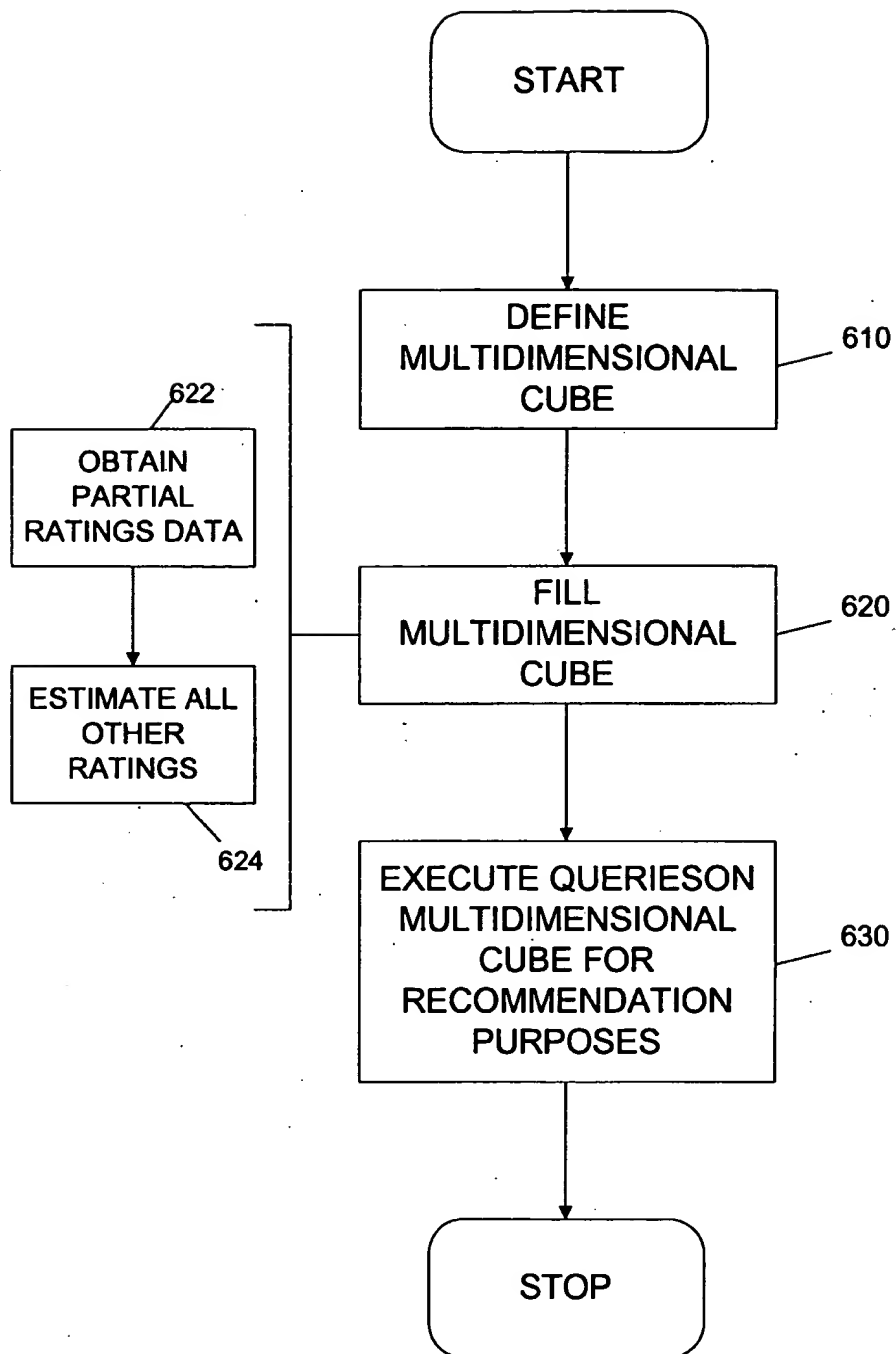 START
DEFINE
MULTIDIMENSIONAL
CUBE
610
622
OBTAIN
PARTIAL
RATINGS DATA
FILL
MULTIDIMENSIONAL
CUBE
620
ESTIMATE ALL
OTHER
RATINGS
624
EXECUTE QUERIESON
MULTIDIMENSIONAL
CUBE FOR
RECOMMENDATION
PURPOSES
630
STOP